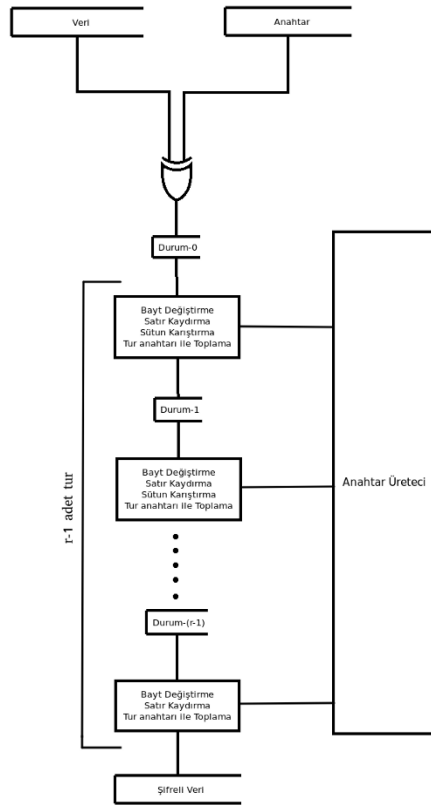 Veri
Anahtar
Durum-0
Bayt Değiştirme
Satır Kaydırma
Sütun Karıştırma
Tur anahtarı ile Toplama
Durum-1
Bayt Değiştirme
Satır Kaydırma
Sütun Karıştırma
Tur anahtarı ile Toplama
Anahtar Üreteci
r-1 adet tur
Durum-(r-1)
Bayt Değiştirme
Satır Kaydırma
Tur anahtarı ile Toplama
Şifreli Veri